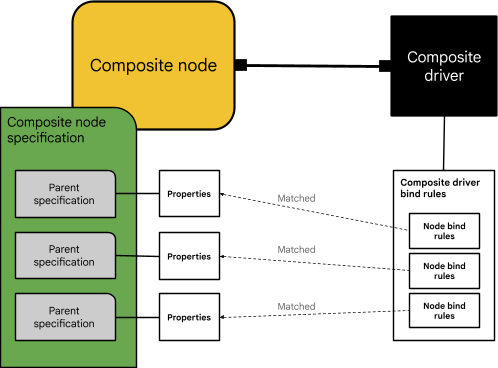 Composite node
Composite
driver
Composite node
specification
Composite driver
bind rules
Parent
specification
Properties
Matched
Node bind
rules
Parent
specification
Properties
Matched
Node bind
rules
Parent
specification
Properties
Matched
Node bind
rules